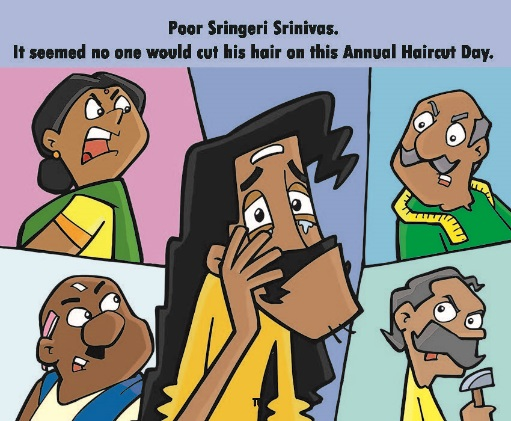 Poor Sringeri Srinivas.
It seemed no one would cut his hair on this Annual Haircut Day.